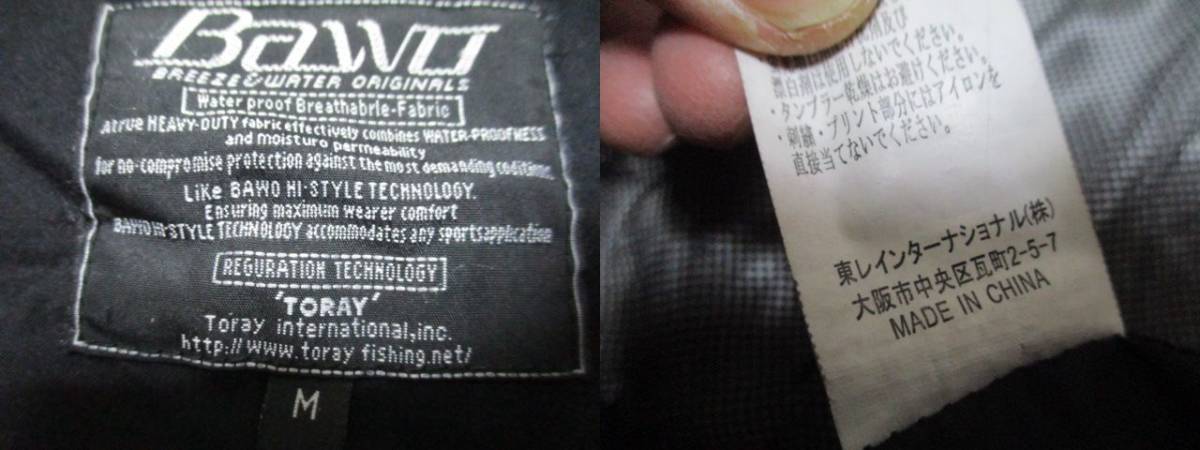 BAWO
BREEZE & WATER ORIGINALS
Water proof Breathabrle-Fabric
Atrue HEAVY-DUTY fabric effectively combines WATER-PROOFNESS
and moisturo permeability
for no-compromise protection against the most demanding conditions.
LiKe BAWO HI-STYLE TECHNOLOGY.
Ensuring maximum wearer comfort
BAWO HI-STYLE TECHNOLOGY accommodates any sportsapplication
REGURATION TECHNOLOGY
'TORAY'
Toray international,inc.
http://www.toray fishing.net/
M
漂白剤は使用しないでください。
・タンブラー乾燥はお避けください。
・刺繍・プリント部分にはアイロンを
直接当てないでください。
東レインターナショナル(株)
大阪市中央区瓦町2-5-7
MADE IN CHINA